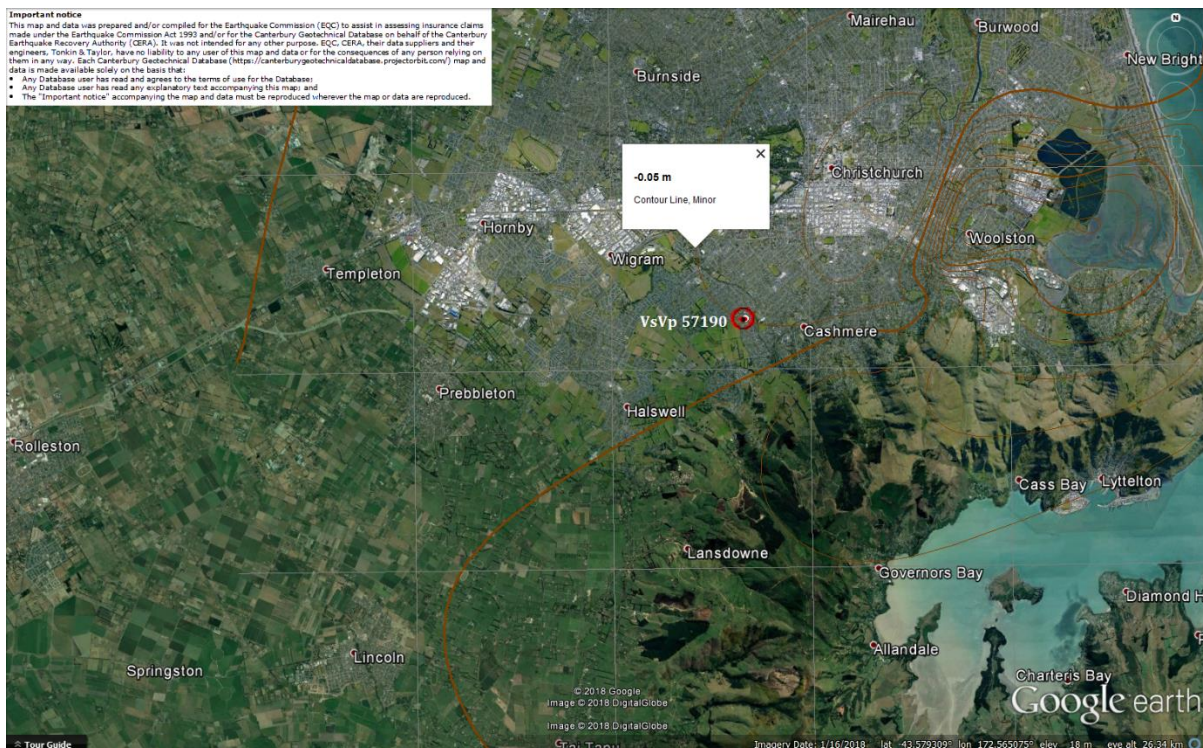 Important notice
This map and data was prepared and/or compiled for the Earthquake Commission (EQC) to assist in assessing insurance claims
made under the Earthquake Commission Act 1993 and/or for the Canterbury Geotechnical Database on behalf of the Canterbury
Earthquake Recovery Authority (CERA). It was not intended for any other purpose. EQC, CERA, their data suppliers and their
engineers, Tonkin & Taylor, have no liability to any user of this map and data or for the consequences of any person relying on
them in any way. Each Canterbury Geotechnical Database (https://canterburygeotechnicaldatabase.projectorbit.com/) map and
data is made available solely on the basis that:
▪ Any Database user has read and agrees to the terms of use for the Database;
▪ Any Database user has read any explanatory text accompanying this map; and
▪ The "Important notice" accompanying the map and data must be reproduced wherever the map or data are reproduced.
Mairehau
Burwood
N
New Bright
Burnside
-0.05 m
Contour Line, Minor
Christchurch
Hornby
Woolston
Wigram
Templeton
VsVp 57190
Cashmere
Prebbleton
Halswell
Rolleston
Cass Bay
Lyttelton
Lansdowne
Governors Bay
Diamond H
Allandale
Lincoln
Springston
Charteris Bay
© 2018 Google
Image © 2018 DigitalGlobe
Image © 2018 DigitalGlobe
Google earth
Tai Tapu
Tour Guide
Imagery Date: 1/16/2018 lat -43.579309° lon 172.565075° elev 18 m eye alt 26.34 km